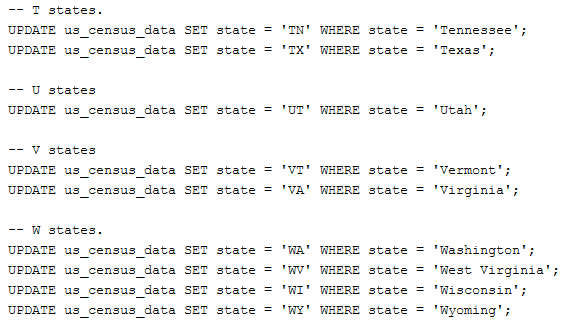 -- T states.
UPDATE us_census_data SET state = 'TN' WHERE state = 'Tennessee';
UPDATE us_census_data SET state = 'TX' WHERE state = 'Texas';
-- U states
UPDATE us_census_data SET state = 'UT' WHERE state = 'Utah';
-- V states
UPDATE us_census_data SET state = 'VT' WHERE state = 'Vermont';
UPDATE us_census_data SET state = 'VA' WHERE state = 'Virginia';
-- W states.
UPDATE us_census_data SET state = 'WA' WHERE state = 'Washington';
UPDATE us_census_data SET state = 'WV' WHERE state = 'West Virginia';
UPDATE us_census_data SET state = 'WI' WHERE state = 'Wisconsin';
UPDATE us_census_data SET state = 'WY' WHERE state = 'Wyoming';